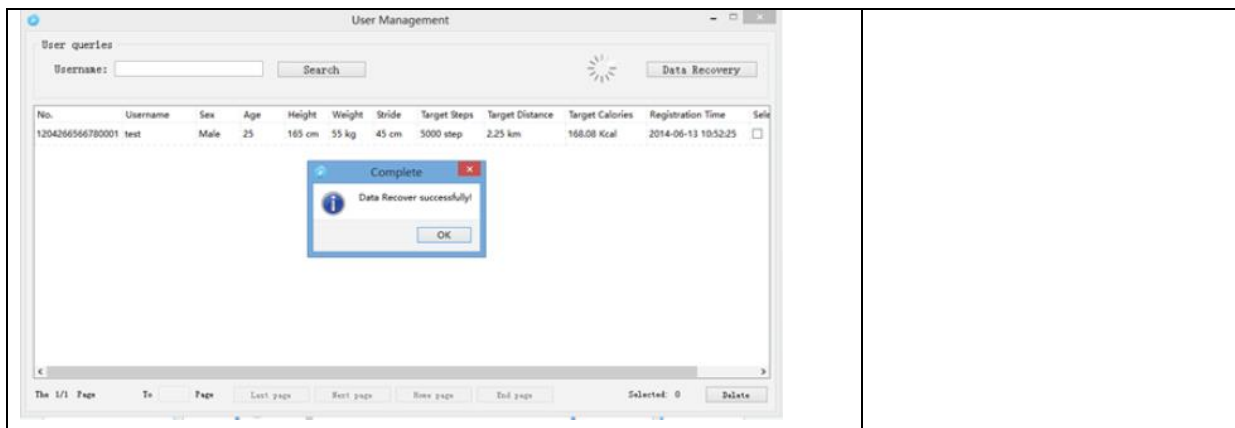 User Management
User queries
Username: Search Data Recovery
No. Username Sex Age Height Weight Stride Target Steps Target Distance Target Calories Registration Time Sele
1204266566780001 test Male 25 165 cm 55 kg 45 cm 5000 step 2.25 km 168.08 Kcal 2014-06-13 10:52:25
Complete
Data Recover successfully!
OK
The 1/1 Page To Page Last page Next page Home page End page Selected: 0 Delete